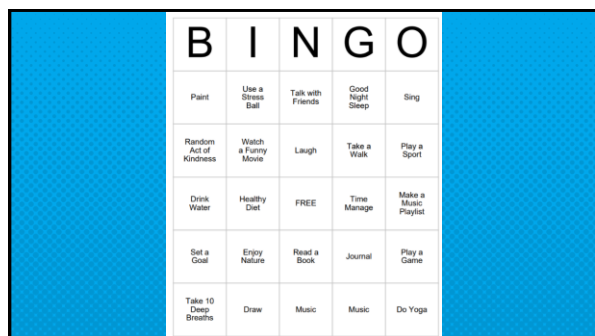 B I N G O
Paint
Use a
Stress
Ball
Talk with
Friends
Good
Night
Sleep
Sing
Random
Act of
Kindness
Watch
a Funny
Movie
Laugh
Take a
Walk
Play a
Sport
Drink
Water
Healthy
Diet
FREE
Time
Manage
Make a
Music
Playlist
Set a
Goal
Enjoy
Nature
Read a
Book
Journal
Play a
Game
Take 10
Deep
Breaths
Draw
Music
Music
Do Yoga